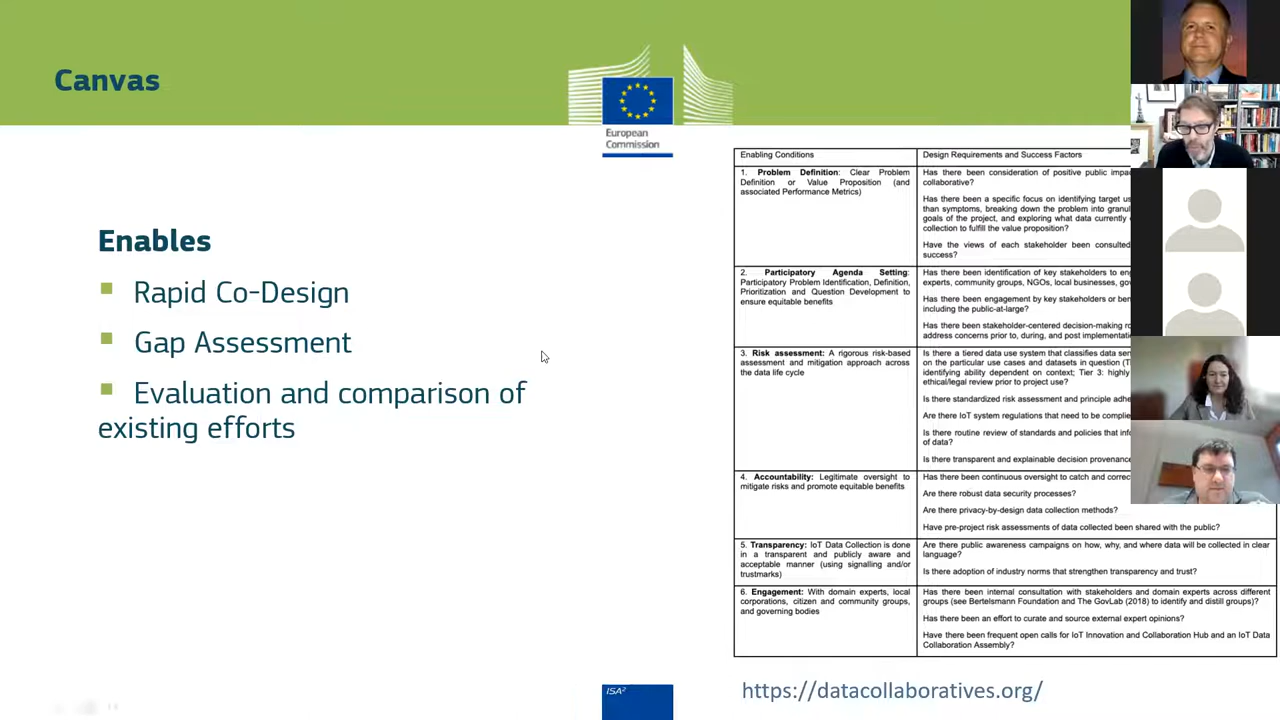 Canvas
European
Commission
Enables
Rapid Co-Design
Gap Assessment
Evaluation and comparison of
existing efforts
Enabling Conditions
Design Requirements and Success Factors
1. Problem Definition: Clear Problem
Definition or Value Proposition (and
associated Performance Metrics)
Has there been consideration of positive public impac
collaborative?
Has there been a specific focus on identifying target us
than symptoms, breaking down the problem into granul
goals of the project, and exploring what data currently
collection to fulfill the value proposition?
Have the views of each stakeholder been consulted
success?
2. Participatory Agenda Setting:
Participatory Problem Identification, Definition,
Prioritization and Question Development to
ensure equitable benefits
Has there been identification of key stakeholders to en
experts, community groups, NGOs, local businesses, gov
Has there been engagement by key stakeholders or ben
including the public-at-large?
Has there been stakeholder-centered decision-making ro
address concerns prior to, during, and post implementati
3. Risk assessment: A rigorous risk-based
assessment and mitigation approach across
the data life cycle
Is there a tiered data use system that classifies data sen
on the particular use cases and datasets in question (T
identifying ability dependent on context; Tier 3: highly
ethical/legal review prior to project use?
Is there standardized risk assessment and principle adhe
Are there IoT system regulations that need to be complie
Is there routine review of standards and policies that info
of data?
Is there transparent and explainable decision provenance
4. Accountability: Legitimate oversight to
mitigate risks and promote equitable benefits
Has there been continuous oversight to catch and correc
Are there robust data security processes?
Are there privacy-by-design data collection methods?
Have pre-project risk assessments of data collected been shared with the public?
5. Transparency: IoT Data Collection is done
in a transparent and publicly aware and
acceptable manner (using signalling and/or
trustmarks)
Are there public awareness campaigns on how, why, and where data will be collected in clear
language?
Is there adoption of industry norms that strengthen transparency and trust?
6. Engagement: With domain experts, local
corporations, citizen and community groups,
and governing bodies
Has there been internal consultation with stakeholders and domain experts across different
groups (see Bertelsmann Foundation and The GovLab (2018) to identify and distill groups)?
Has there been an effort to curate and source external expert opinions?
Have there been frequent open calls for IoT Innovation and Collaboration Hub and an IoT Data
Collaboration Assembly?
ISA²
https://datacollaboratives.org/